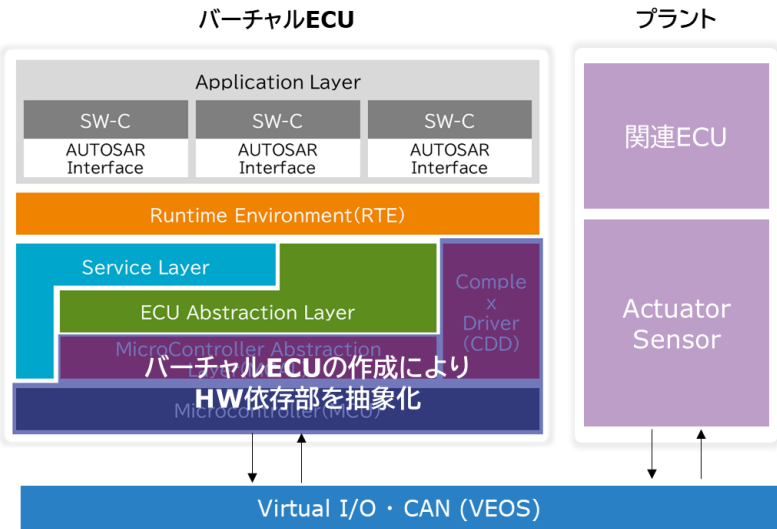 バーチャルECU
プラント
Application Layer
SW-C
SW-C
SW-C
AUTOSAR
Interface
AUTOSAR
Interface
AUTOSAR
Interface
Runtime Environment(RTE)
Service Layer
ECU Abstraction Layer
Comple
x
Driver
(CDD)
MicroController Abstraction
Layer
バーチャルECUの作成により
HW依存部を抽象化
Microcontroller(MCU)
関連ECU
Actuator
Sensor
Virtual I/O・CAN (VEOS)